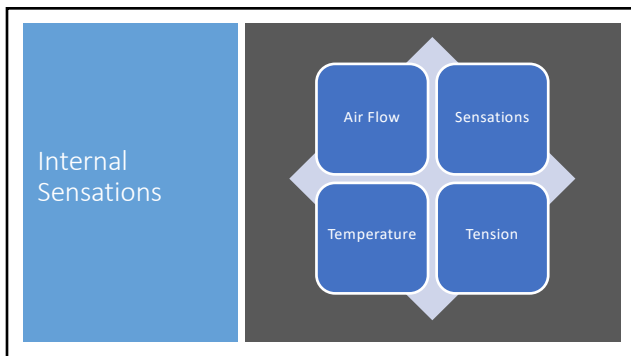 Internal
Sensations
Air Flow
Sensations
Temperature
Tension